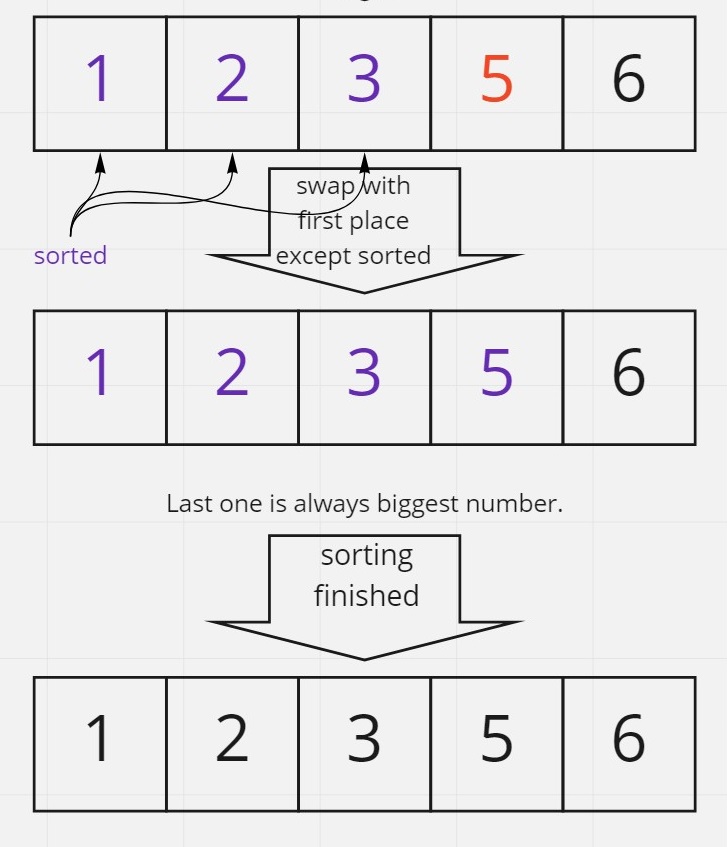 1 2 3 5 6
swap with
first place
except sorted
sorted
1 2 3 5 6
Last one is always biggest number.
sorting
finished
1 2 3 5 6